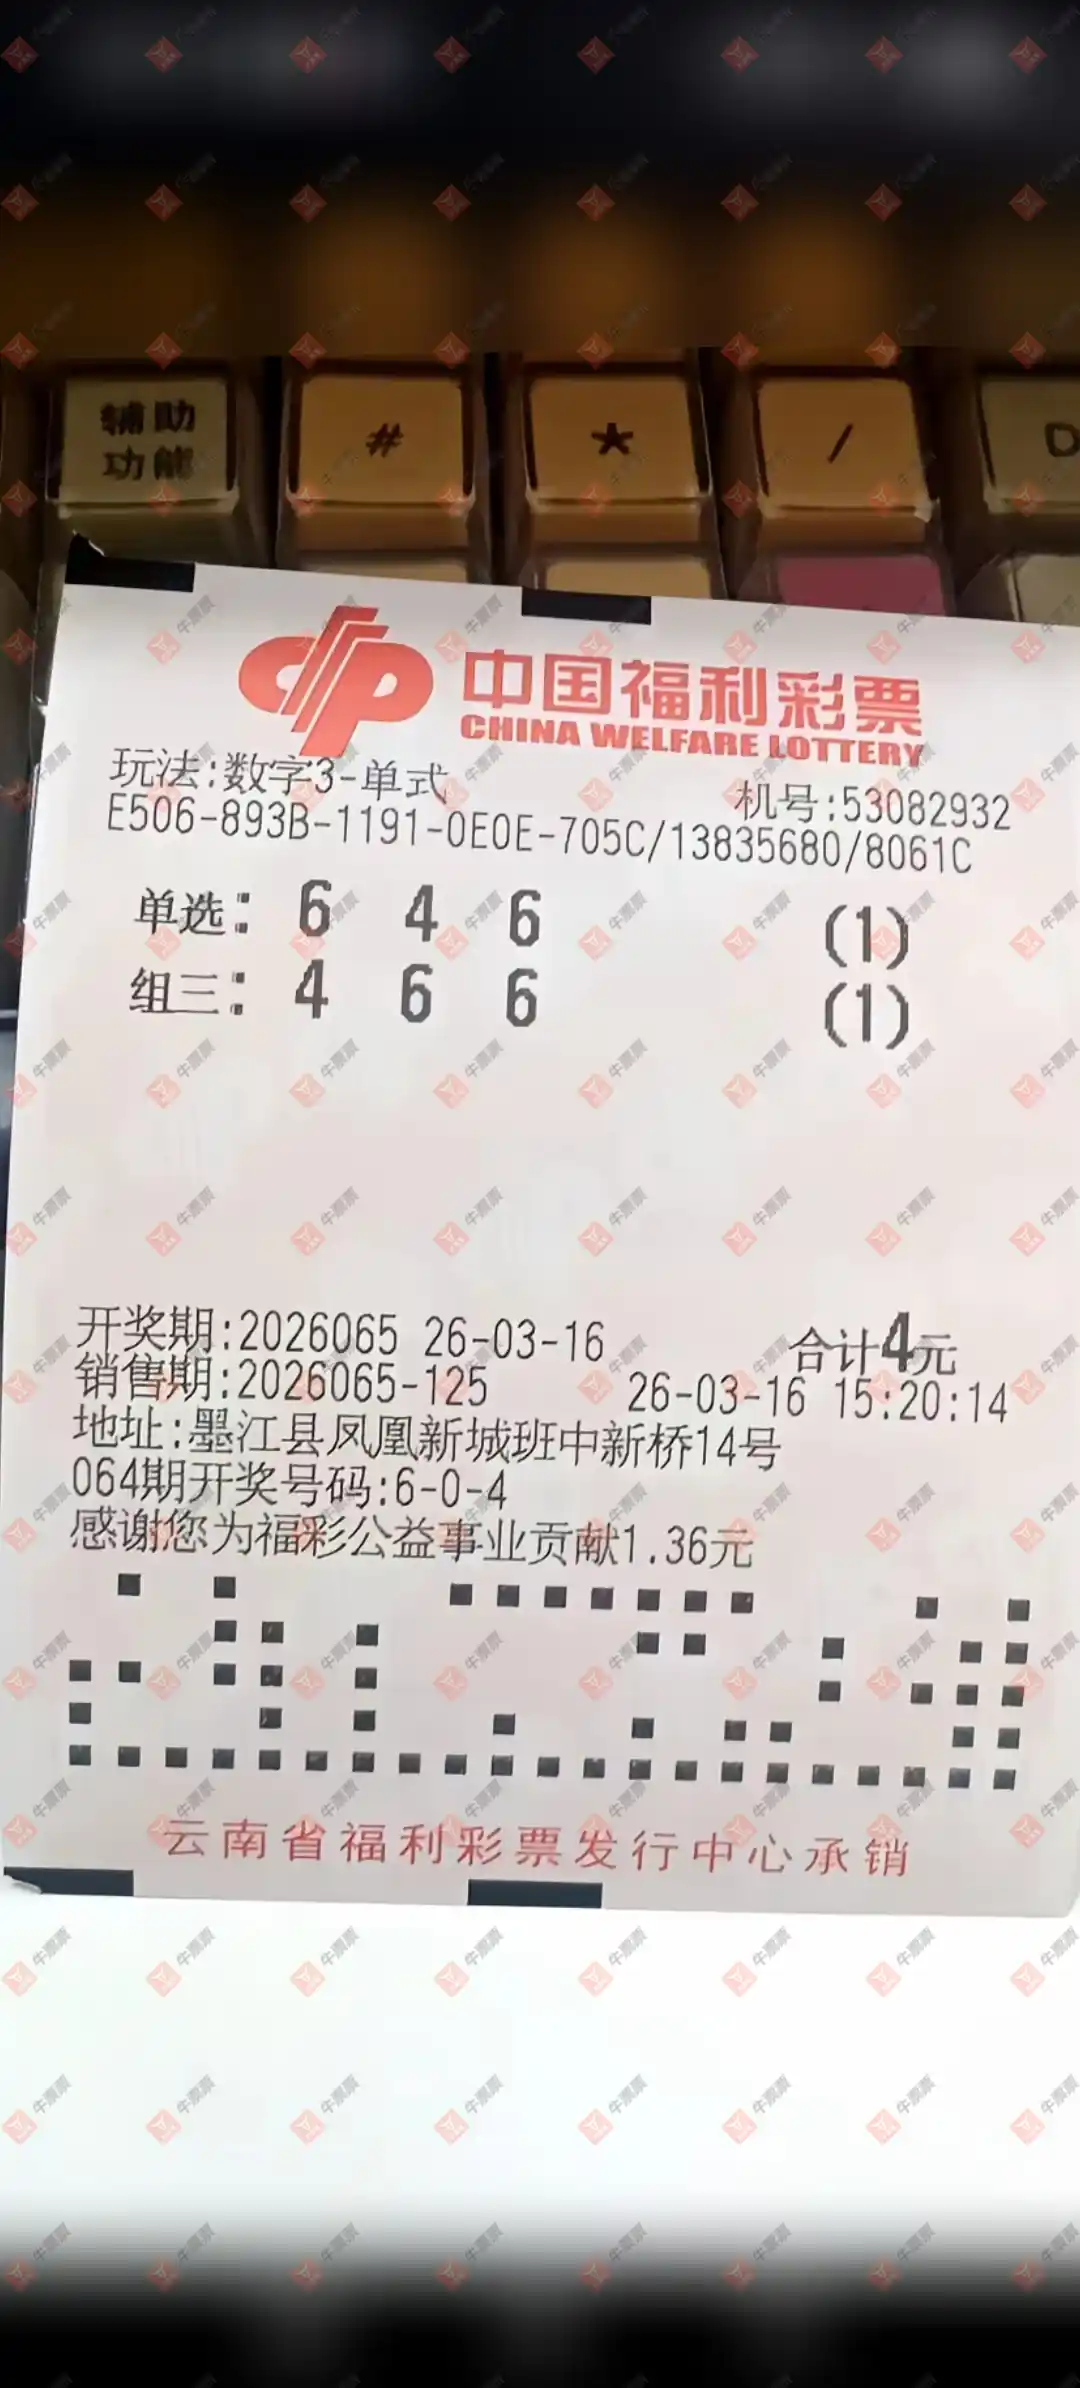 辅助
功能
#
*
/
D
中国福利彩票
CHINA WELFARE LOTTERY
玩法:数字3-单式
机号:53082932
E506-893B-1191-0E0E-705C/13835680/8061C
单选: 6 4 6 (1)
组三: 4 6 6 (1)
开奖期:2026065 26-03-16 合计4元
销售期:2026065-125 26-03-16 15:20:14
地址:墨江县凤凰新城班中新桥14号
064期开奖号码:6-0-4
感谢您为福彩公益事业贡献1.36元
云南省福利彩票发行中心承销
牛票票